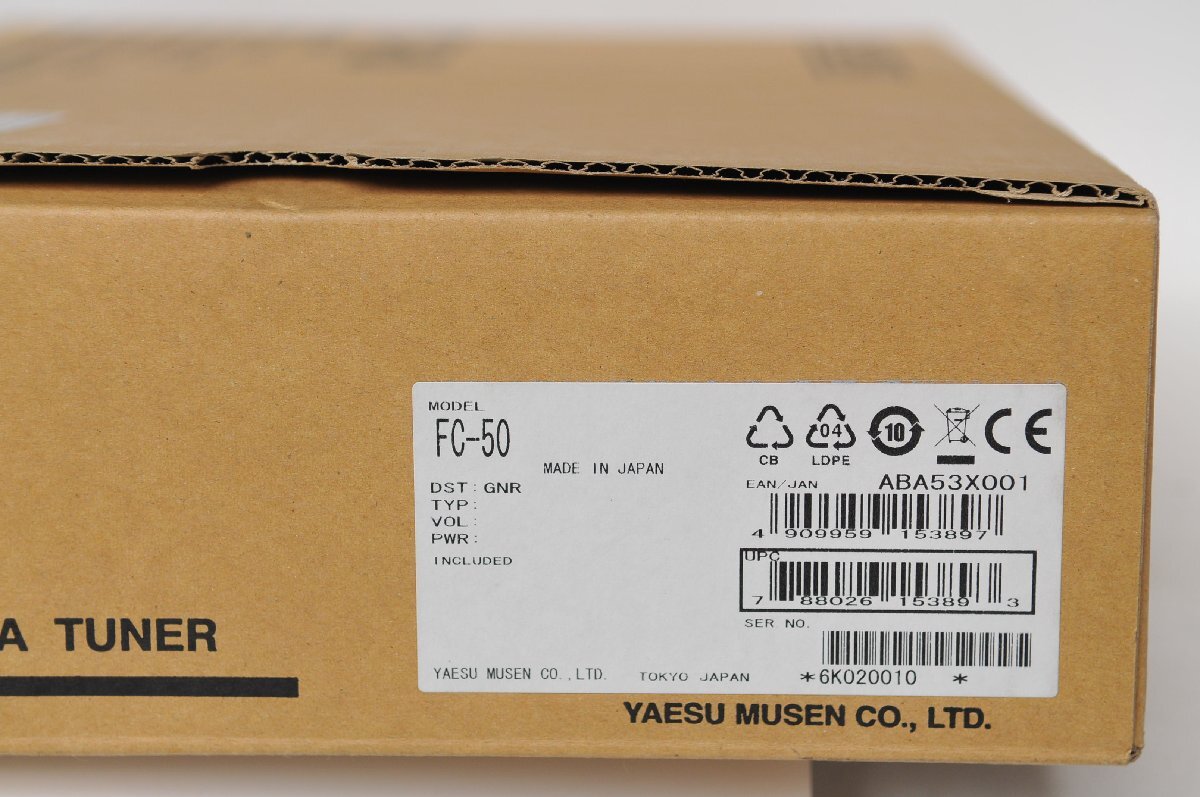 MODEL
FC-50
MADE IN JAPAN
DST: GNR
TYP:
VOL:
PWR:
INCLUDED
CB
04
LDPE
10
CE
EAN/JAN ABA53X001
4 909959 153897
UPC
7 88026 15389 3
SER NO.
*6K020010 *
YAESU MUSEN CO.,LTD. TOKYO JAPAN
A TUNER
YAESU MUSEN CO., LTD.